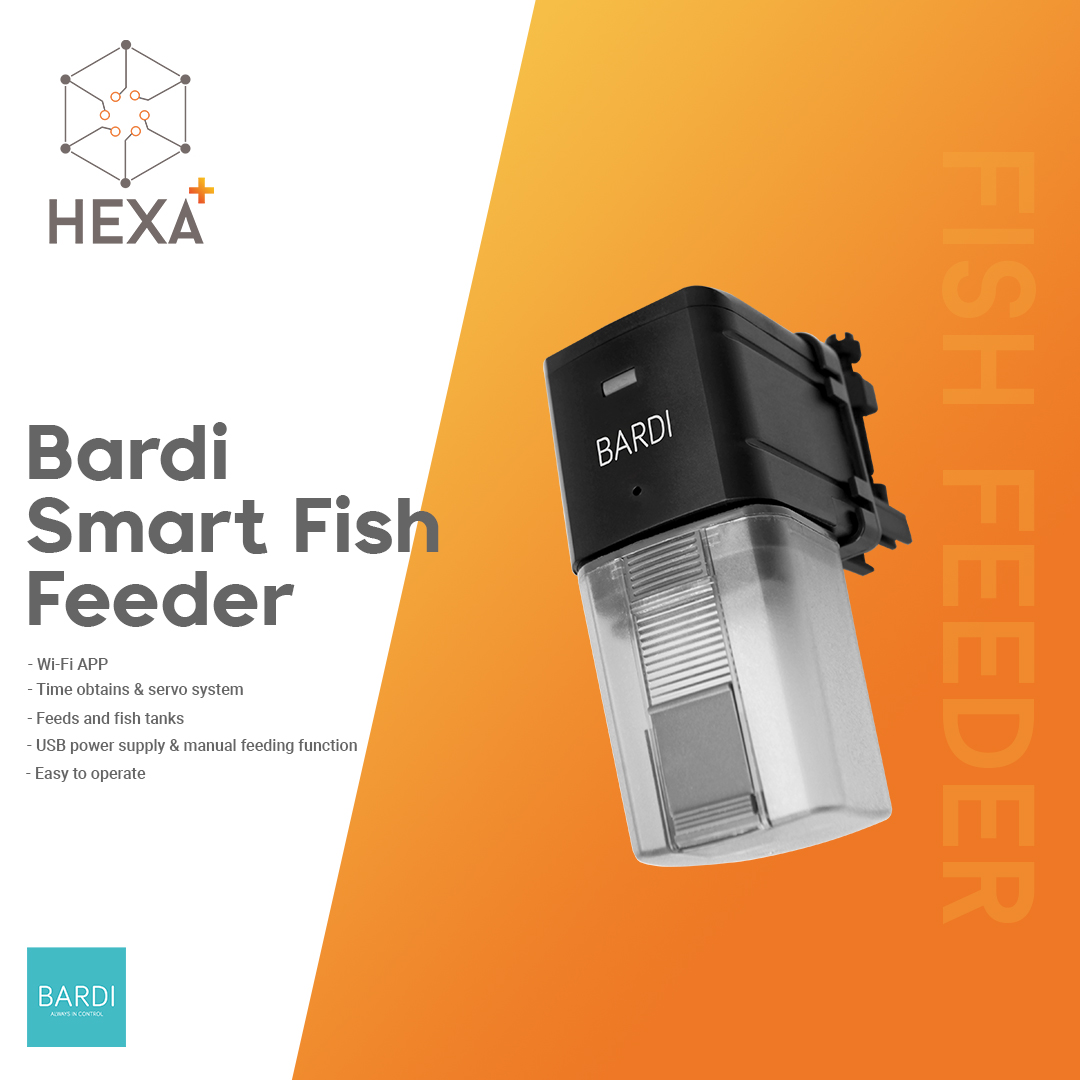 HEXA+
Bardi
Smart Fish
Feeder
- Wi-Fi APP
- Time obtains & servo system
- Feeds and fish tanks
- USB power supply & manual feeding function
- Easy to operate
BARDI
FISH FEEDER
BARDI
ALWAYS IN CONTROL